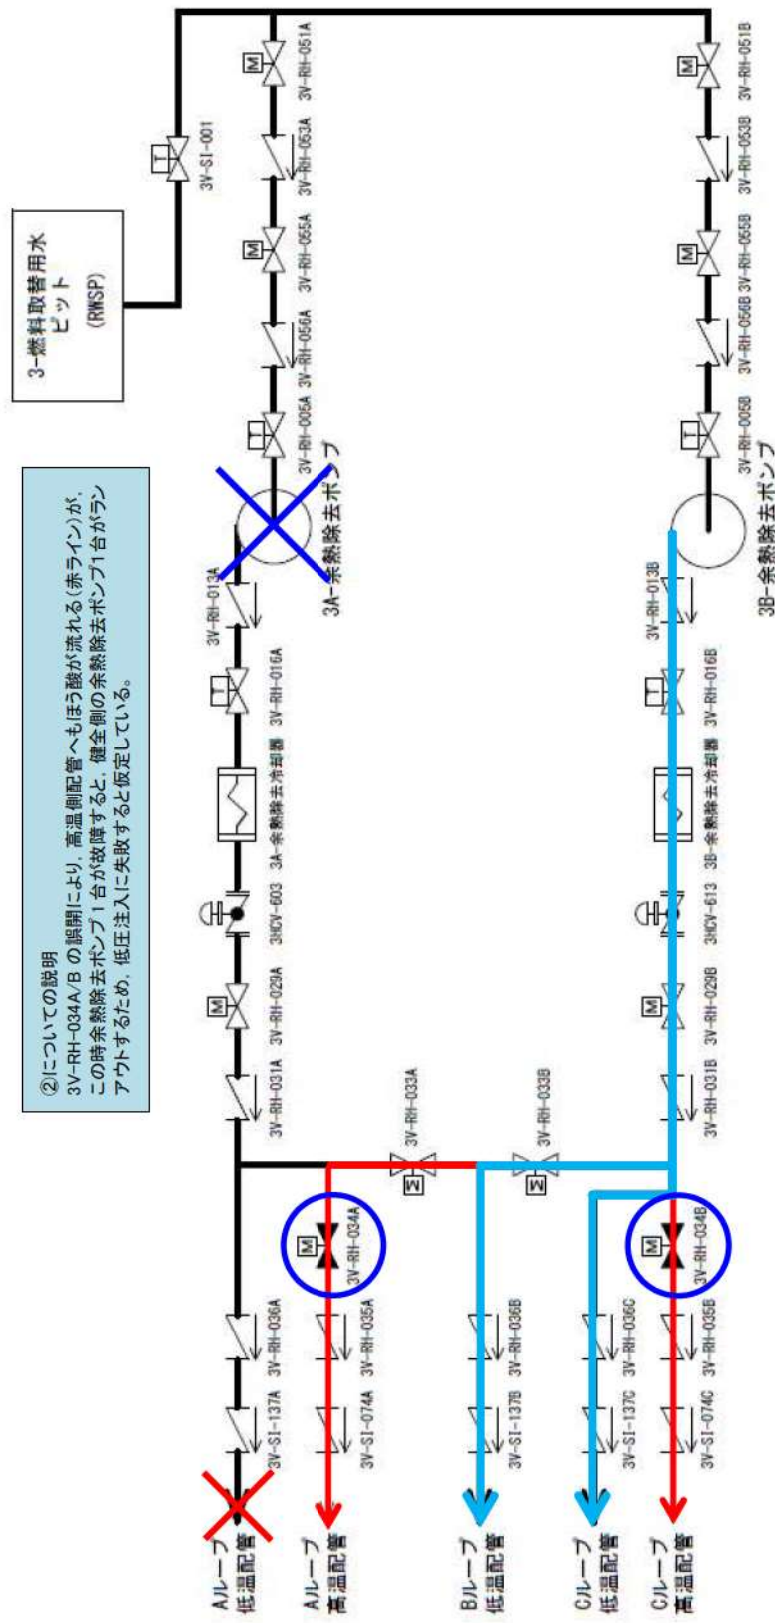 3-燃料取替用水
ピット
(RWSP)
②についての説明
3V-RH-034A/B の誤開により、高温側配管へもほう酸が流れる(赤ライン)が、
この時余熱除去ポンプ1台が故障すると、健全側の余熱除去ポンプ1台がラン
アウトするため、低圧注入に失敗すると仮定している。
3V-SI-001
3V-RH-051A
3V-RH-053A
3V-RH-055A
3V-RH-056A
3V-RH-005A
3A-余熱除去ポンプ
3V-RH-013A
3V-RH-016A
3A-余熱除去冷却器
3HCV-603
3V-RH-029A
3V-RH-031A
3V-RH-033A
3V-RH-033B
3V-RH-036A
3V-SI-137A
Aループ
低温配管
3V-RH-034A
3V-RH-035A
3V-SI-074A
Aループ
高温配管
3V-RH-036B
3V-SI-137B
Bループ
低温配管
3V-RH-036C
3V-SI-137C
Cループ
低温配管
3V-RH-034B
3V-RH-035B
3V-SI-074C
Cループ
高温配管
3V-RH-051B
3V-RH-053B
3V-RH-055B
3V-RH-056B
3V-RH-005B
3B-余熱除去ポンプ
3V-RH-013B
3V-RH-016B
3B-余熱除去冷却器
3HCV-613
3V-RH-029B
3V-RH-031B
M
M
M
M
M
M
M
M
M
M
T
T
T
T
T